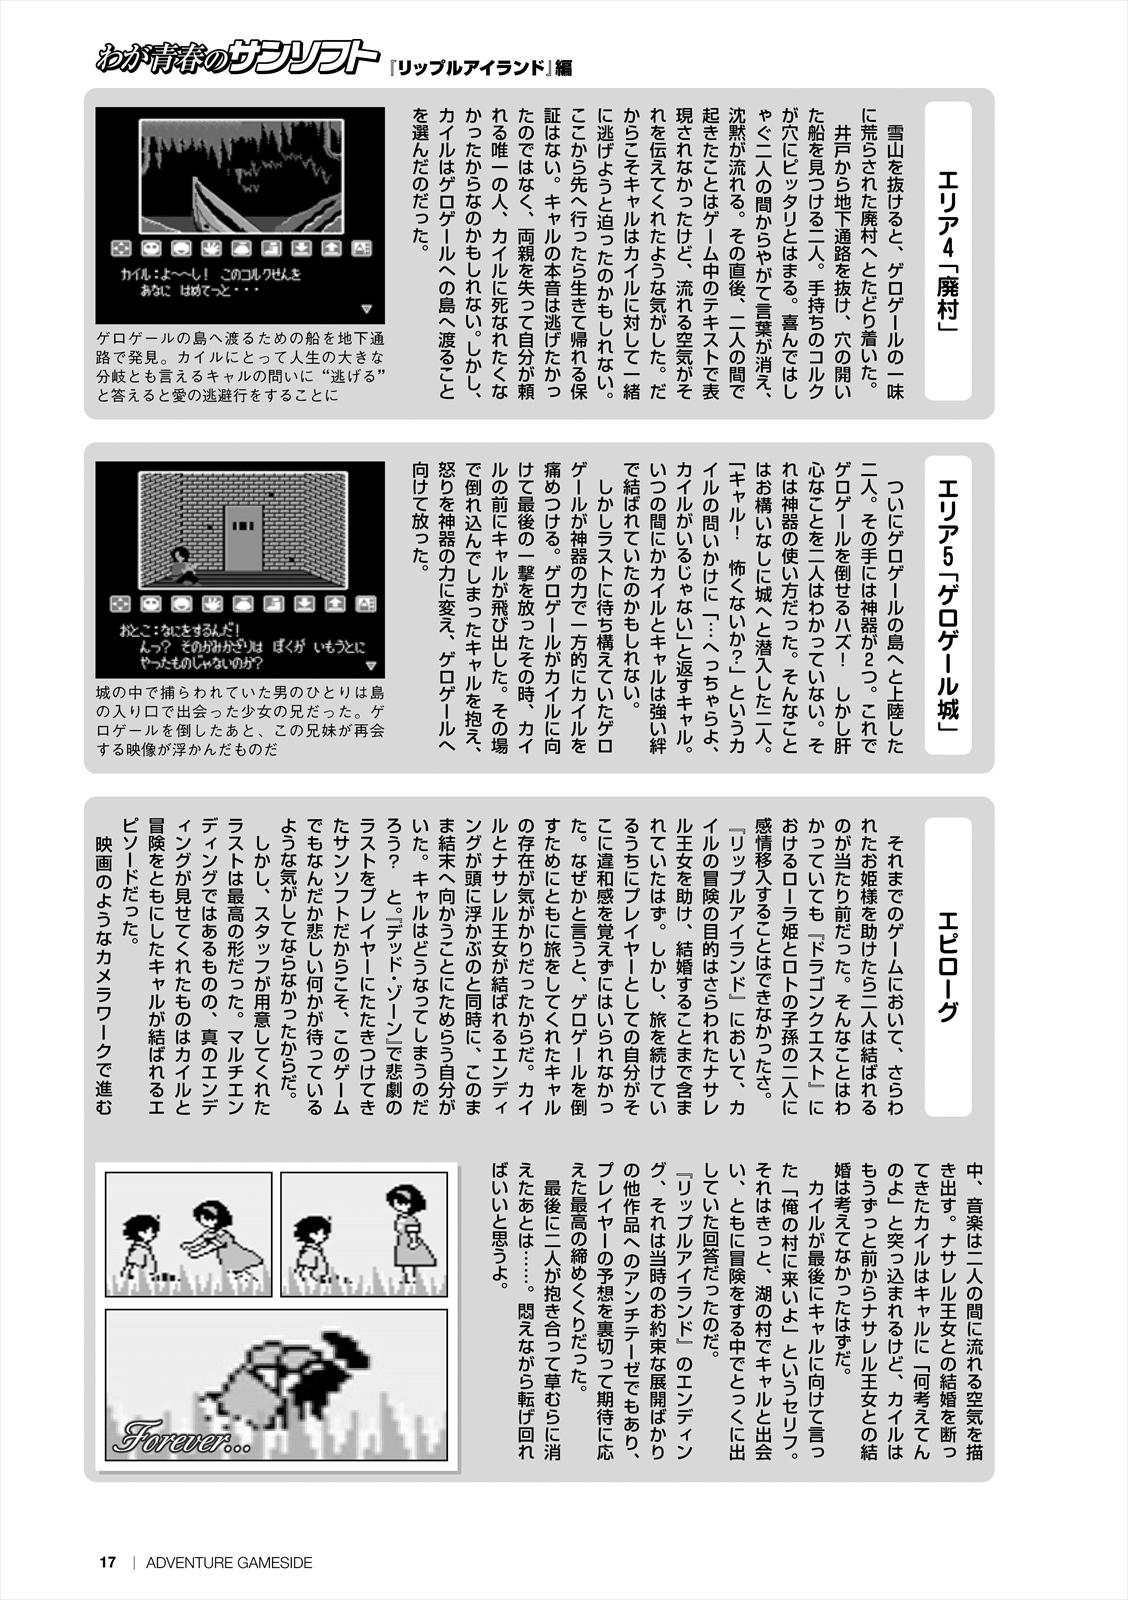 わが青春のサンソフト『リップルアイランド』編
エリア4「廃村」
雪山を抜けると、ゲロゲールの一味
に荒らされた廃村へとたどり着いた。
井戸から地下通路を抜け、穴の開い
た船を見つける二人。手持ちのコルク
が穴にピッタリとはまる。喜んではし
ゃぐ二人の間からやがて言葉が消え、
沈黙が流れる。その直後、二人の間で
起きたことはゲーム中のテキストで表
現されなかったけど、流れる空気がそ
れを伝えてくれたような気がした。だ
からこそキャルはカイルに対して一緒
に逃げようと迫ったのかもしれない。
ここから先へ行ったら生きて帰れる保
証はない。キャルの本音は逃げたかっ
たのではなく、両親を失って自分が頼
れる唯一の人、カイルに死なれたくな
かったからなのかもしれない。しかし、
カイルはゲロゲールへの島へ渡ること
を選んだのだった。
カイル：よ〜〜し！ このコルクせんを
あなに はめてっと・・・
ゲロゲールの島へ渡るための船を地下通
路で発見。カイルにとって人生の大きな
分岐とも言えるキャルの問いに“逃げる”
と答えると愛の逃避行をすることに
エリア5「ゲロゲール城」
ついにゲロゲールの島へと上陸した
二人。その手には神器が2つ。これで
ゲロゲールを倒せるハズ！ しかし肝
心なことを二人はわかっていない。そ
れは神器の使い方だった。そんなこと
はお構いなしに城へと潜入した二人。
「キャル！ 怖くないか？」というカ
イルの問いかけに「…へっちゃらよ、
カイルがいるじゃない」と返すキャル。
いつの間にかカイルとキャルは強い絆
で結ばれていたのかもしれない。
しかしラストに待ち構えていたゲロ
ゲールが神器の力で一方的にカイルを
痛めつける。ゲロゲールがカイルに向
けて最後の一撃を放ったその時、カイ
ルの前にキャルが飛び出した。その場
で倒れ込んでしまったキャルを抱え、
怒りを神器の力に変え、ゲロゲールへ
向けて放った。
おとこ：なにをするんだ！
んっ？ そのかみかざりは ぼくが いもうとに
やったものじゃないのか？
城の中で捕らわれていた男のひとりは島
の入り口で出会った少女の兄だった。ゲ
ロゲールを倒したあと、この兄妹が再会
する映像が浮かんだものだ
エピローグ
それまでのゲームにおいて、さらわ
れたお姫様を助けたら二人は結ばれる
のが当たり前だった。そんなことはわ
かっていても『ドラゴンクエスト』に
おけるローラ姫とロトの子孫の二人に
感情移入することはできなかったさ。
『リップルアイランド』において、カ
イルの冒険の目的はさらわれたナサレ
ル王女を助け、結婚することまで含ま
れていたはず。しかし、旅を続けてい
るうちにプレイヤーとしての自分がそ
こに違和感を覚えずにはいられなかっ
た。なぜかと言うと、ゲロゲールを倒
すためにともに旅をしてくれたキャル
の存在が気がかりだったからだ。カイ
ルとナサレル王女が結ばれるエンディ
ングが頭に浮かぶのと同時に、このま
ま結末へ向かうことにためらう自分が
いた。キャルはどうなってしまうのだ
ろう？ と。『デッド・ゾーン』で悲劇の
ラストをプレイヤーにたたきつけてき
たサンソフトだからこそ、このゲーム
でもなんだか悲しい何かが待っている
ような気がしてならなかったからだ。
しかし、スタッフが用意してくれた
ラストは最高の形だった。マルチエン
ディングではあるものの、真のエンデ
ィングが見せてくれたものはカイルと
冒険をともにしたキャルが結ばれるエ
ピソードだった。
映画のようなカメラワークで進む
中、音楽は二人の間に流れる空気を描
き出す。ナサレル王女との結婚を断っ
てきたカイルはキャルに「何考えてん
のよ」と突っ込まれるけど、カイルは
もうずっと前からナサレル王女との結
婚は考えてなかったはずだ。
カイルが最後にキャルに向けて言っ
た「俺の村に来いよ」というセリフ。
それはきっと、湖の村でキャルと出会
い、ともに冒険をする中でとっくに出
していた回答だったのだ。
『リップルアイランド』のエンディン
グ、それは当時のお約束な展開ばかり
の他作品へのアンチテーゼでもあり、
プレイヤーの予想を裏切って期待に応
えた最高の締めくくりだった。
最後に二人が抱き合って草むらに消
えたあとは……。悶えながら転げ回れ
ばいいと思うよ。
Forever...
17 | ADVENTURE GAMESIDE